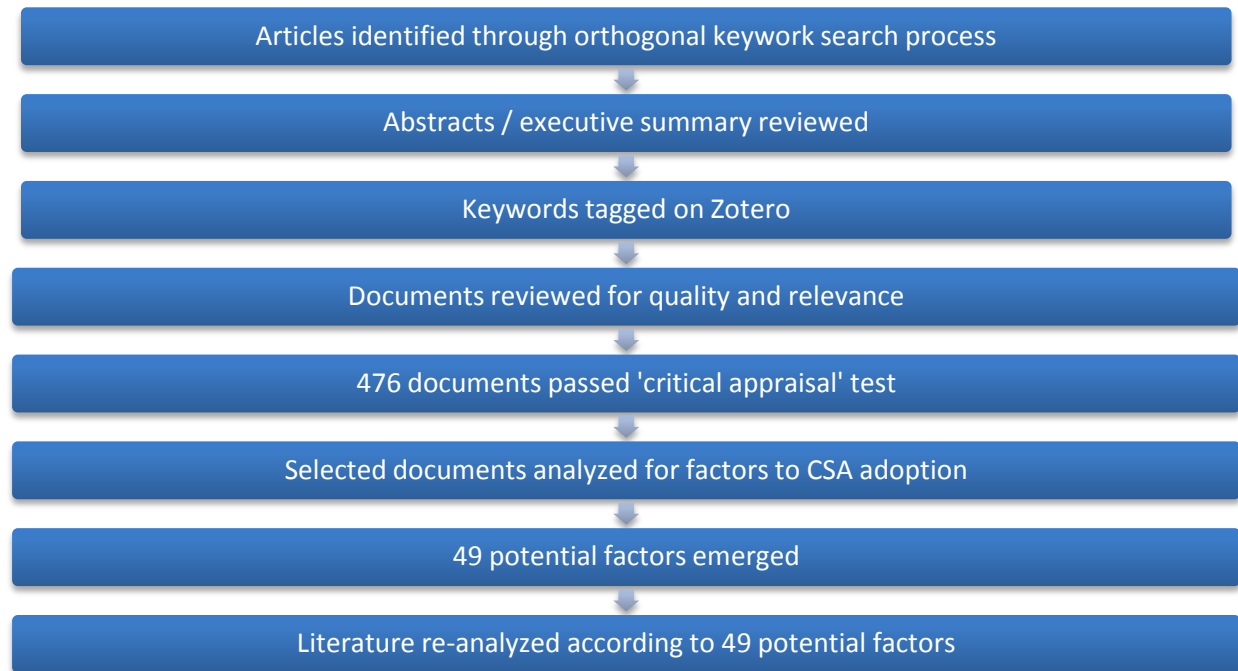 Articles identified through orthogonal keywork search process
Abstracts / executive summary reviewed
Keywords tagged on Zotero
Documents reviewed for quality and relevance
476 documents passed 'critical appraisal' test
Selected documents analyzed for factors to CSA adoption
49 potential factors emerged
Literature re-analyzed according to 49 potential factors